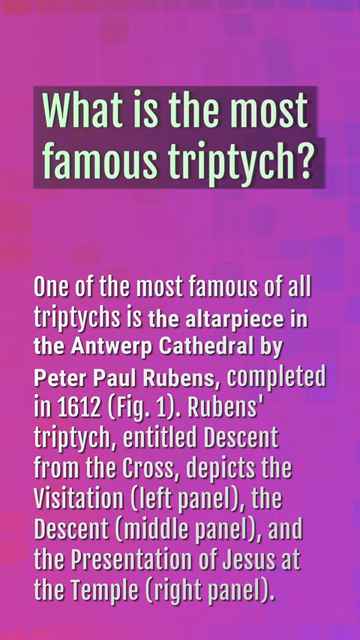 What is the most
famous triptych?
One of the most famous of all
triptychs is the altarpiece in
the Antwerp Cathedral by
Peter Paul Rubens, completed
in 1612 (Fig. 1). Rubens'
triptych, entitled Descent
from the Cross, depicts the
Visitation (left panel), the
Descent (middle panel), and
the Presentation of Jesus at
the Temple (right panel).